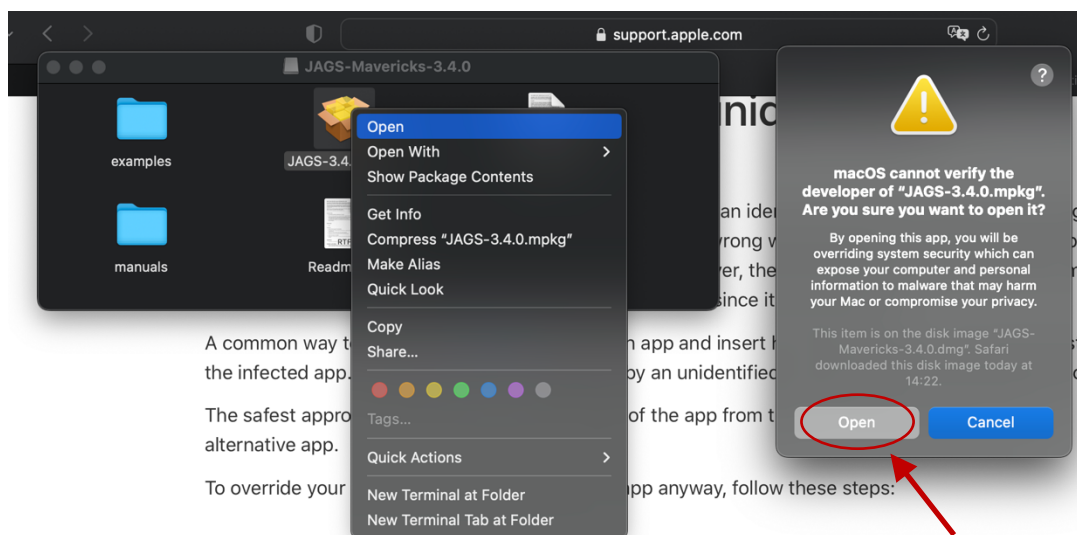 support.apple.com
JAGS-Mavericks-3.4.0
examples
JAGS-3.4.
manuals
RTF
Readm
Open
Open With
Show Package Contents
Get Info
Compress “JAGS-3.4.0.mpkg”
Make Alias
Quick Look
Copy
Share...
Tags...
Quick Actions
New Terminal at Folder
New Terminal Tab at Folder
?
macOS cannot verify the
developer of “JAGS-3.4.0.mpkg”.
Are you sure you want to open it?
By opening this app, you will be
overriding system security which can
expose your computer and personal
information to malware that may harm
your Mac or compromise your privacy.
This item is on the disk image “JAGS-
Mavericks-3.4.0.dmg”. Safari
downloaded this disk image today at
14:22.
Open
Cancel
an iden
wrong w
ver, the
since it
A common way t n app and insert h
the infected app. by an unidentified
The safest appro of the app from t
alternative app.
To override your app anyway, follow these steps: